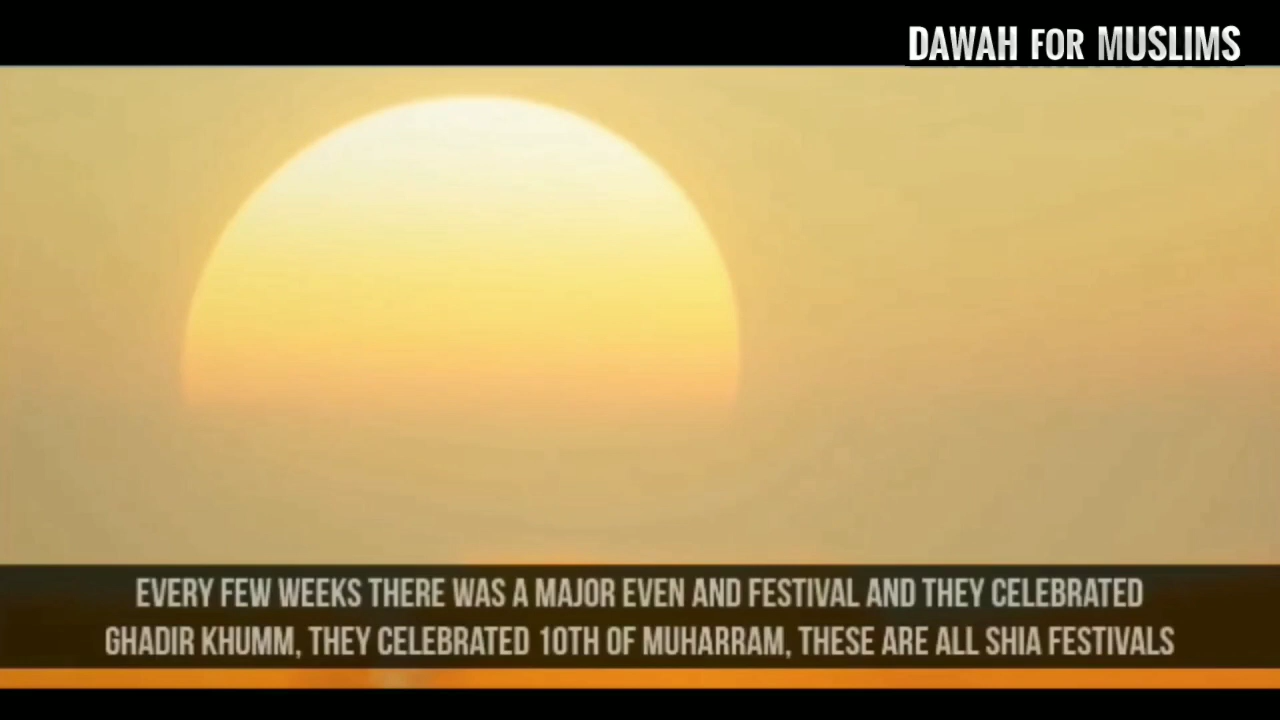 DAWAH FOR MUSLIMS
EVERY FEW WEEKS THERE WAS A MAJOR EVEN AND FESTIVAL AND THEY CELEBRATED
GHADIR KHUMM, THEY CELEBRATED 10TH OF MUHARRAM, THESE ARE ALL SHIA FESTIVALS